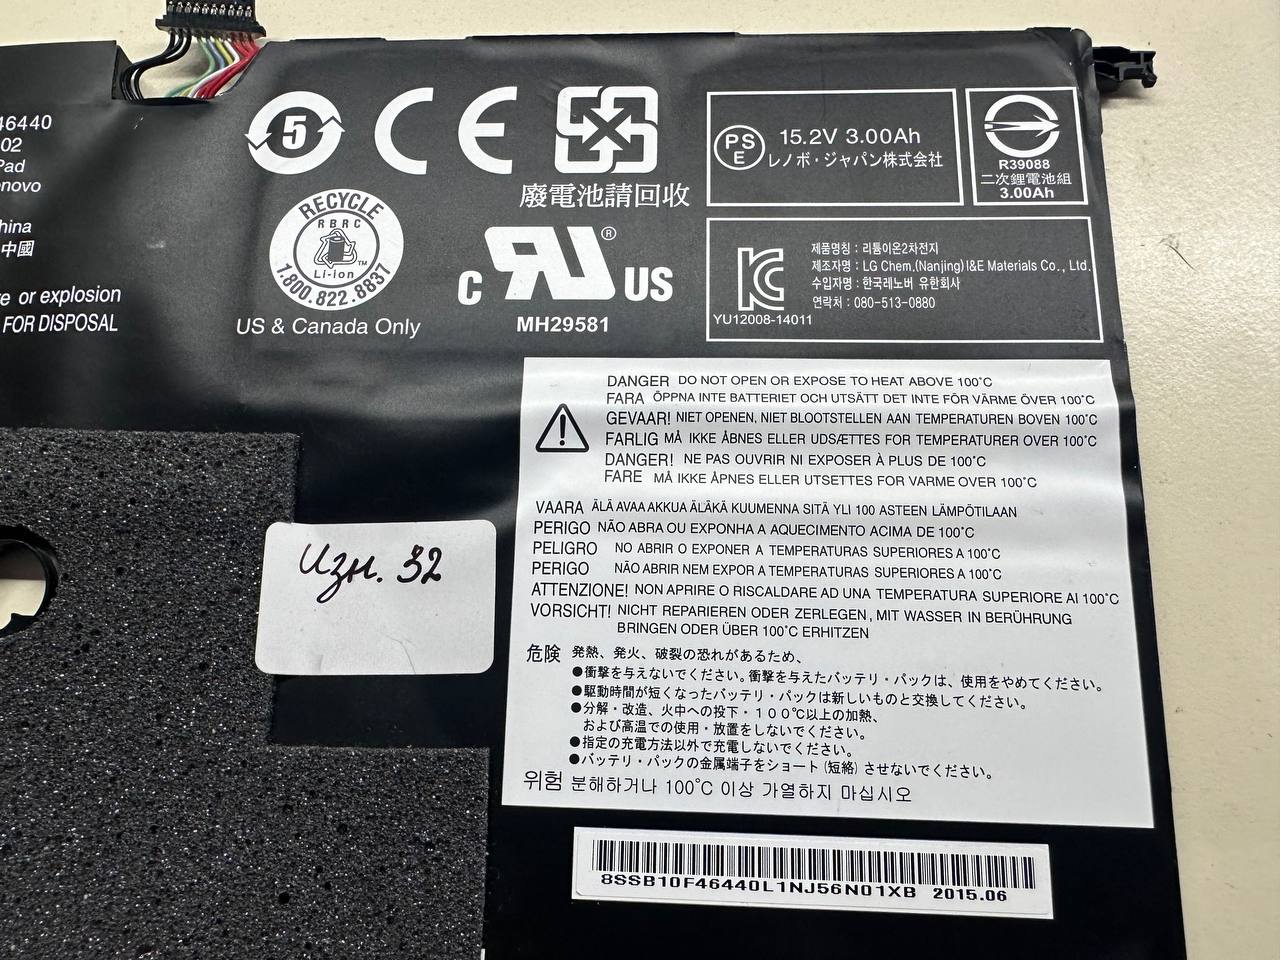 46440
02
Pad
enovo
hina
中國
re or explosion
FOR DISPOSAL
5
CE
廢電池請回收
RECYCLE
RBRC
Li-ion
TM
1.800.822.8837
US & Canada Only
C RU ® US
MH29581
PS E
15.2V 3.00Ah
レノボ・ジャパン株式会社
R39088
二次鋰電池組
3.00Ah
제품명칭 : 리튬이온2차전지
제조자명 : LG Chem.(Nanjing)I&E Materials Co., Ltd.
수입자명 : 한국레노버 유한회사
연락처 : 080-513-0880
YU12008-14011
DANGER DO NOT OPEN OR EXPOSE TO HEAT ABOVE 100°C
FARA ÖPPNA INTE BATTERIET OCH UTSÄTT DET INTE FÖR VÄRME ÖVER 100°C
GEVAAR! NIET OPENEN, NIET BLOOTSTELLEN AAN TEMPERATUREN BOVEN 100°C
FARLIG MÅ IKKE ÅBNES ELLER UDSÆTTES FOR TEMPERATURER OVER 100°C
DANGER! NE PAS OUVRIR NI EXPOSER À PLUS DE 100°C
FARE MÅ IKKE ÅPNES ELLER UTSETTES FOR VARME OVER 100°C
VAARA ÄLÄ AVAA AKKUA ÄLÄKÄ KUUMENNA SITÄ YLI 100 ASTEEN LÄMPÖTILAAN
PERIGO NÃO ABRA OU EXPONHA A AQUECIMENTO ACIMA DE 100°C
PELIGRO NO ABRIR O EXPONER A TEMPERATURAS SUPERIORES A 100°C
PERIGO NÃO ABRIR NEM EXPOR A TEMPERATURAS SUPERIORES A 100°C
ATTENZIONE! NON APRIRE O RISCALDARE AD UNA TEMPERATURA SUPERIORE AI 100°C
VORSICHT! NICHT REPARIEREN ODER ZERLEGEN, MIT WASSER IN BERÜHRUNG
BRINGEN ODER ÜBER 100°C ERHITZEN
危険 発熱、発火、破裂の恐れがあるため、
●衝撃を与えないでください。衝撃を与えたバッテリ・パックは、使用をやめてください。
●駆動時間が短くなったバッテリ・パックは新しいものと交換してください。
●分解・改造、火中への投下・100℃以上の加熱、
および高温での使用・放置をしないでください。
●指定の充電方法以外で充電しないでください。
●バッテリ・パックの金属端子をショート(短絡)させないでください。
위험 분해하거나 100°C 이상 가열하지 마십시오
Изн. 32
8SSB10F46440L1NJ56N01XB 2015.06